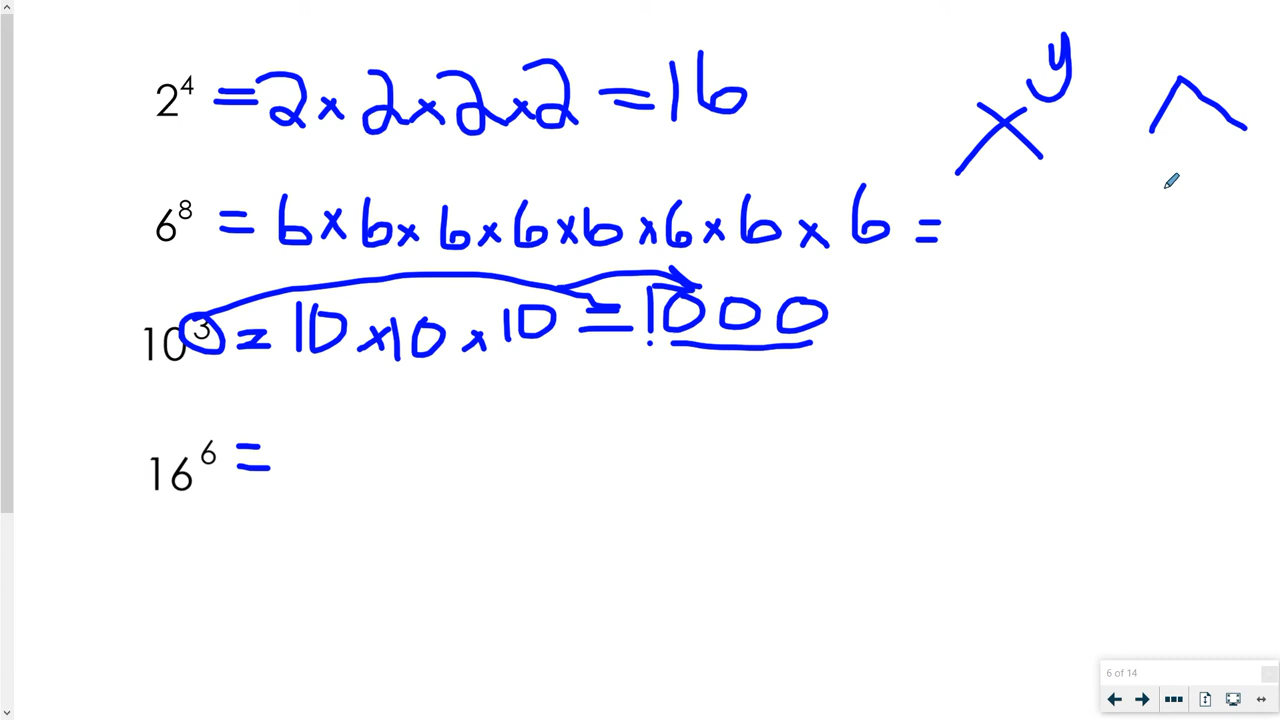 2⁴ = 2 × 2 × 2 × 2 = 16
xʸ ^
6⁸ = 6 × 6 × 6 × 6 × 6 × 6 × 6 × 6 =
10³ = 10 × 10 × 10 = 1000
16⁶ =
6 of 14